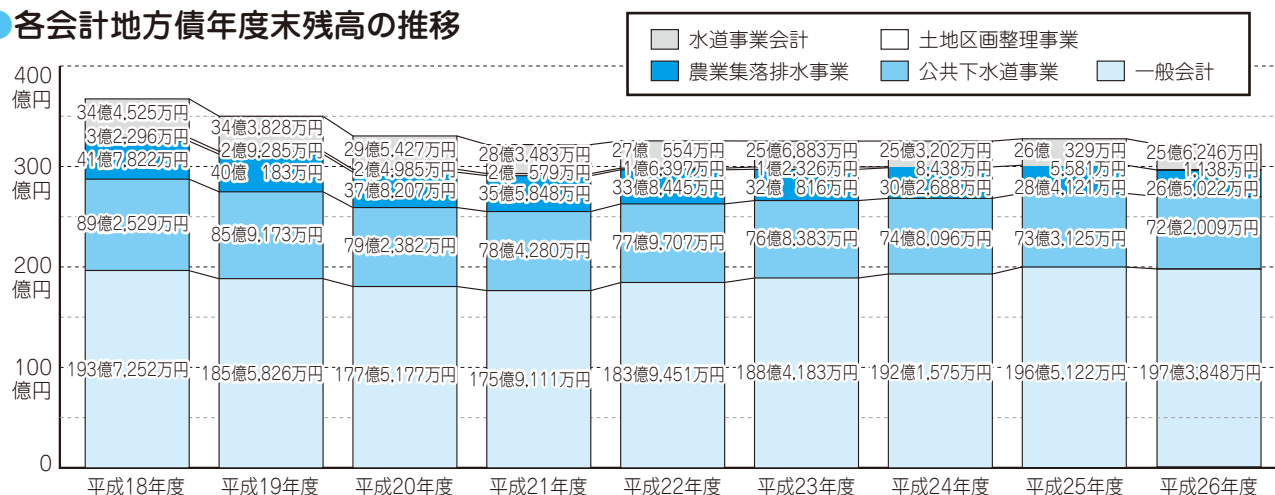 各会計地方債年度末残高の推移
水道事業会計 土地区画整理事業
農業集落排水事業 公共下水道事業 一般会計
400
億円
300
億円
200
億円
100
億円
0
34億4,525万円 34億3,828万円 29億5,427万円 28億3,483万円 27億 554万円 25億6,883万円 25億3,202万円 26億 329万円 25億6,246万円
3億2,296万円 2億9,285万円 2億4,985万円 2億 579万円 1億6,397万円 1億2,326万円 8,438万円 5,581万円 1,138万円
41億7,822万円 40億 183万円 37億8,207万円 35億5,848万円 33億8,445万円 32億 816万円 30億2,688万円 28億4,121万円 26億5,022万円
89億2,529万円 85億9,173万円 79億2,382万円 78億4,280万円 77億9,707万円 76億8,383万円 74億8,096万円 73億3,125万円 72億2,009万円
193億7,252万円 185億5,826万円 177億5,177万円 175億9,111万円 183億9,451万円 188億4,183万円 192億1,575万円 196億5,122万円 197億3,848万円
平成18年度 平成19年度 平成20年度 平成21年度 平成22年度 平成23年度 平成24年度 平成25年度 平成26年度